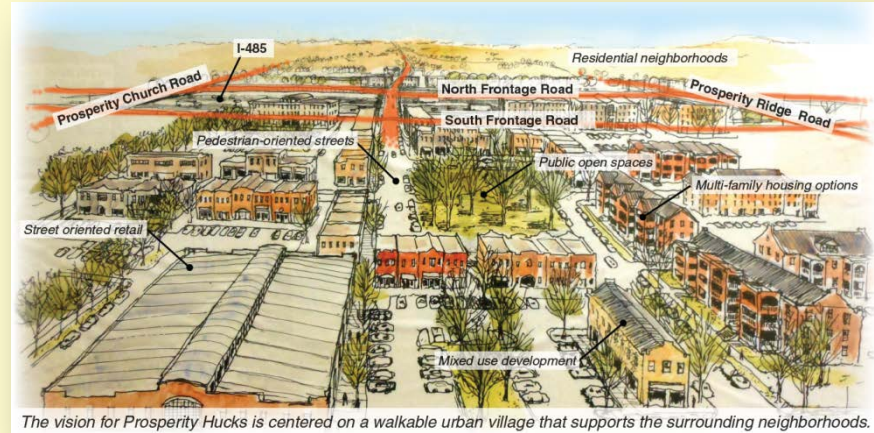 I-485
Residential neighborhoods
Prosperity Church Road
North Frontage Road
Prosperity Ridge Road
South Frontage Road
Pedestrian-oriented streets
Public open spaces
Multi-family housing options
Street oriented retail
Mixed use development
The vision for Prosperity Hucks is centered on a walkable urban village that supports the surrounding neighborhoods.